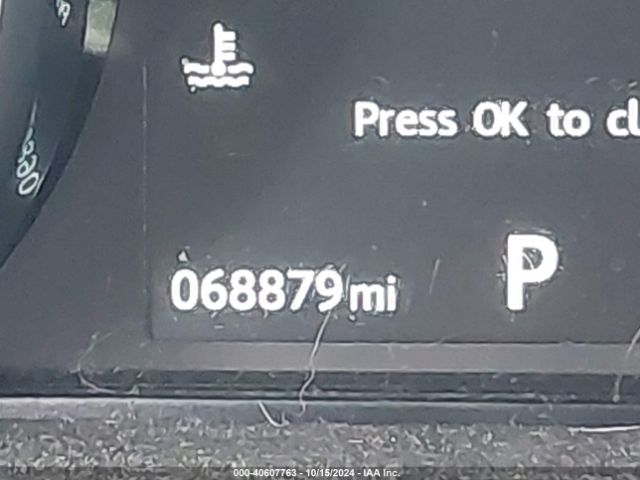 Press OK to cl
P
068879 mi
000-40607763 - 10/15/2024 - IAA Inc.